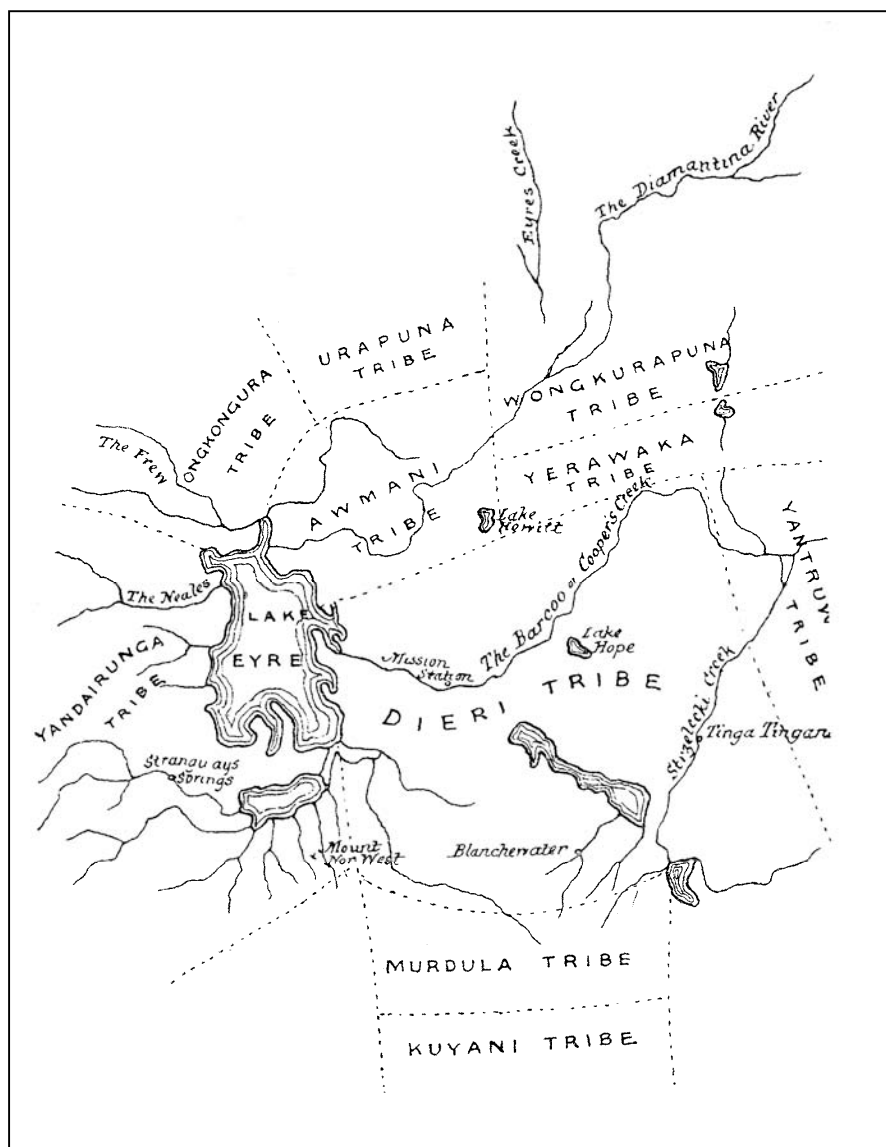 Eyres Creek
The Diamantina River
URAPUNA
TRIBE
ONGKONGURA
TRIBE
WONGKURAPUNA
TRIBE
The Frew
YERAWAKA
TRIBE
AWMANI
TRIBE
Lake
Hewitt
YANTRUW
TRIBE
The Neales
LAKE
EYRE
The Barcoo or Cooper's Creek
Lake
Hope
Mission
Station
YANDAIRUNGA
TRIBE
DIERI TRIBE
Strzelecki Creek
Tinga Tingana
Stranguays
Springs
Mount
Nor West
Blanchewater
MURDULA TRIBE
KUYANI TRIBE